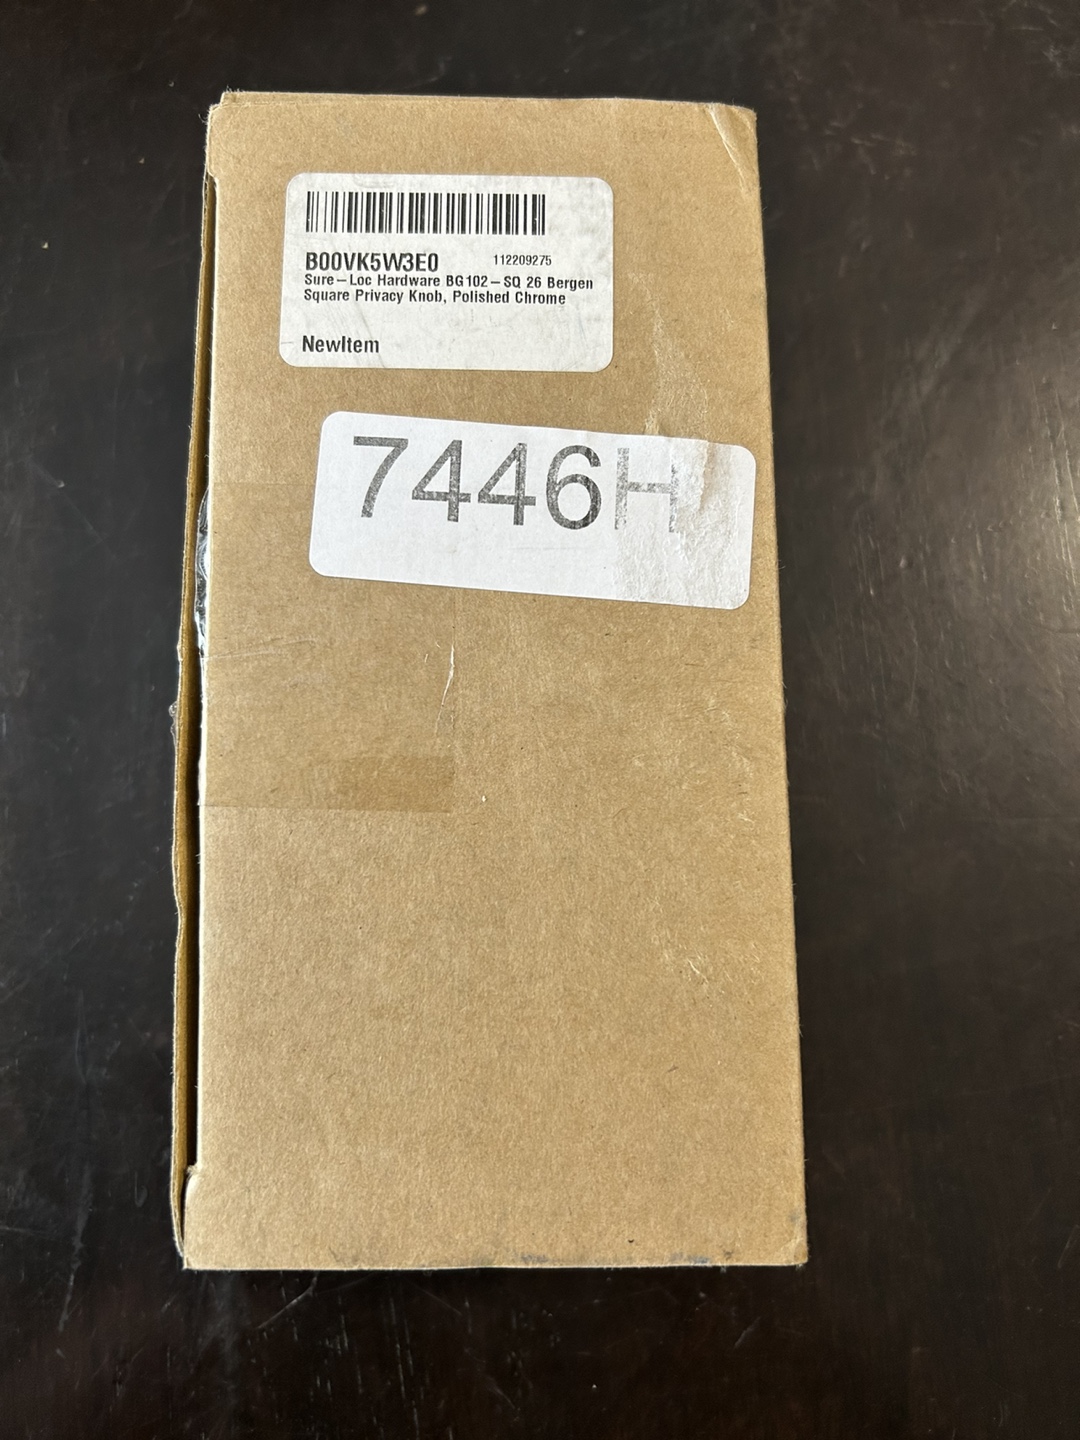 B00VK5W3E0 112209275
Sure-Loc Hardware BG102-SQ 26 Bergen
Square Privacy Knob, Polished Chrome
NewItem
7446H